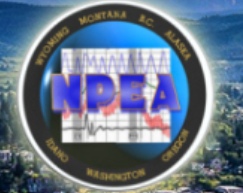 WYOMING MONTANA B.C. ALASKA
NPEA
IDAHO WASHINGTON OREGON